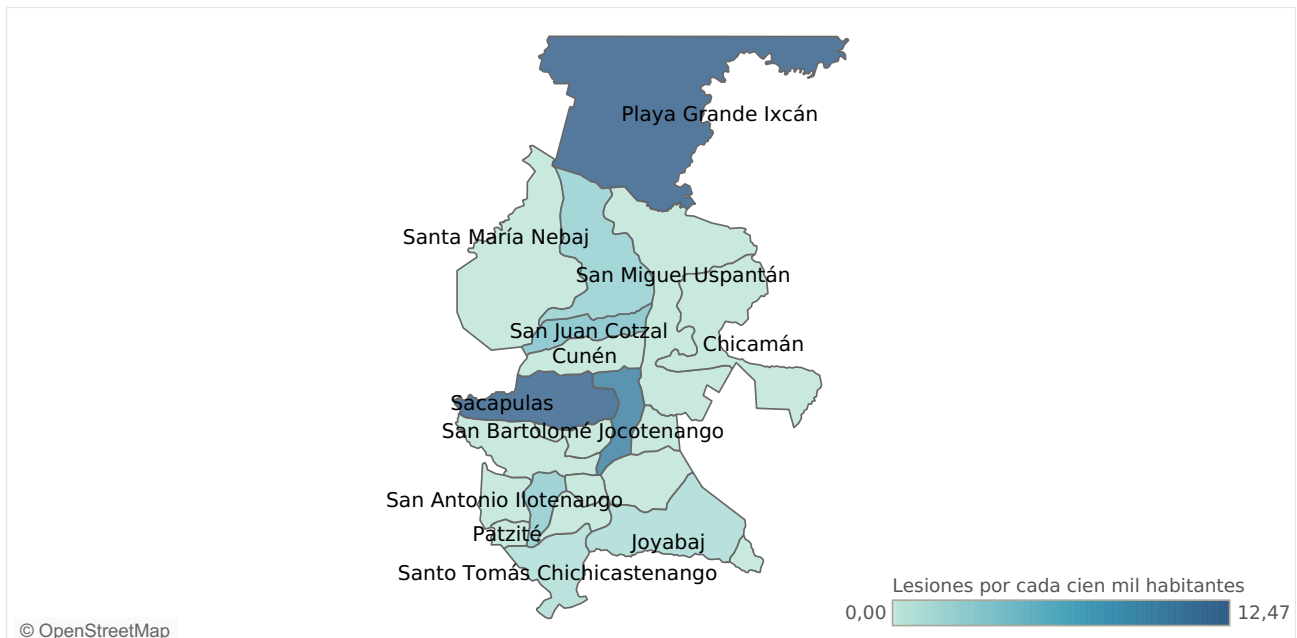 Playa Grande Ixcán
Santa María Nebaj
San Miguel Uspantán
San Juan Cotzal
Chicamán
Cunén
Sacapulas
San Bartolomé Jocotenango
San Antonio Ilotenango
Patzité
Joyabaj
Santo Tomás Chichicastenango
Lesiones por cada cien mil habitantes
0,00
12,47
© OpenStreetMap